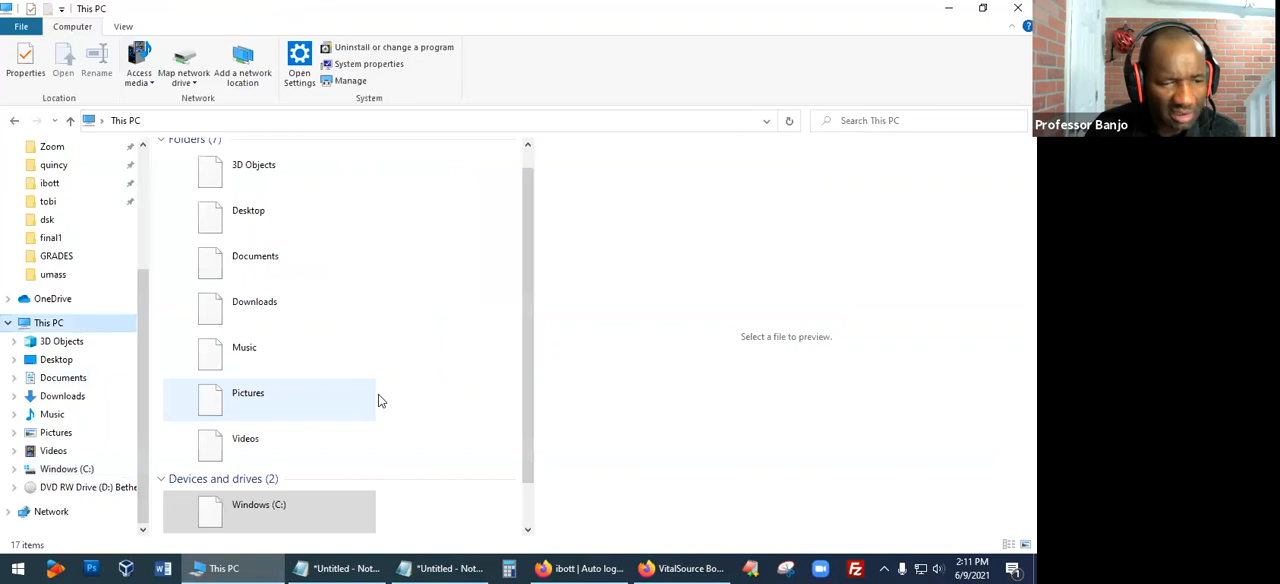 This PC
File
Computer
View
Properties
Open
Rename
Access media
Map network drive
Add a network location
Open Settings
Uninstall or change a program
System properties
Manage
Location
Network
System
This PC
Search This PC
Professor Banjo
Zoom
quincy
ibott
tobi
dsk
final1
GRADES
umass
OneDrive
This PC
3D Objects
Desktop
Documents
Downloads
Music
Pictures
Videos
Windows (C:)
DVD RW Drive (D:) Bethe
Network
Folders (7)
3D Objects
Desktop
Documents
Downloads
Music
Pictures
Videos
Devices and drives (2)
Windows (C:)
Select a file to preview.
17 items
This PC
*Untitled - Not...
*Untitled - Not...
ibott | Auto log...
VitalSource Bo...
2:11 PM
6/9/2021